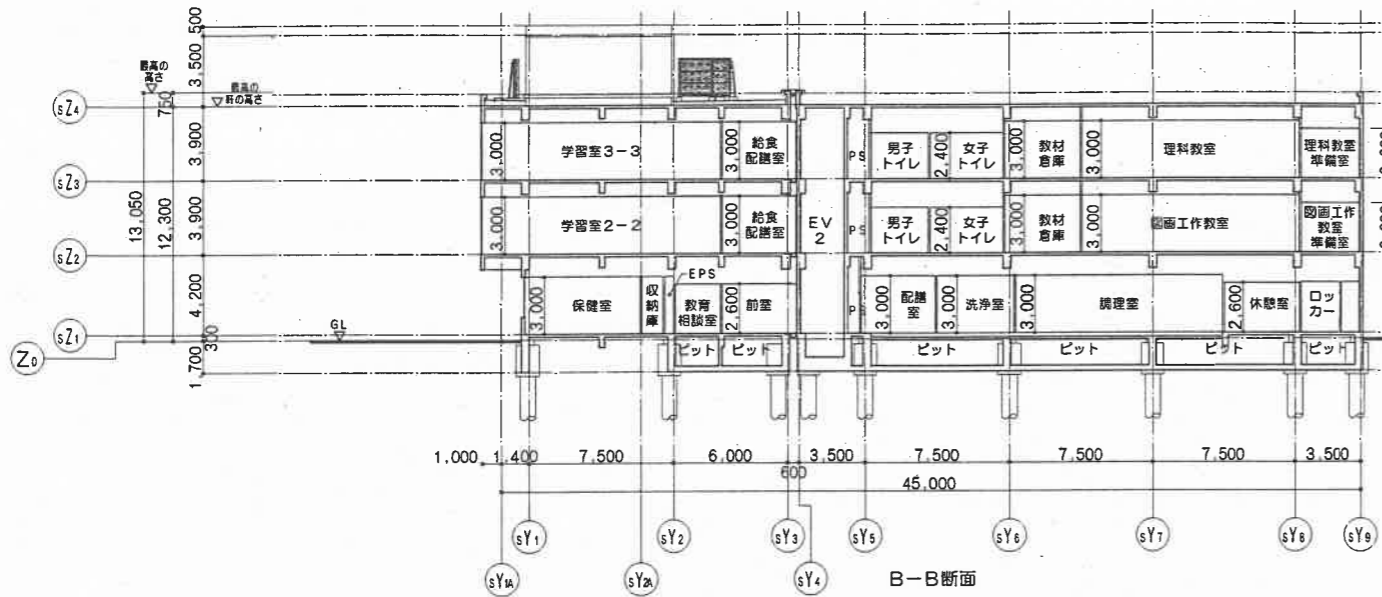 500
3,500
最高の
高さ
最高の
軒の高さ
750
sZ4
3,900
sZ3
13,050
12,300
3,900
sZ2
4,200
sZ1
GL
300
Z0
1,700
3,000
学習室3-3
3,000
給食
配膳室
PS
男子
トイレ
2,400
女子
トイレ
3,000
教材
倉庫
3,000
理科教室
理科教室
準備室
3,000
学習室2-2
3,000
給食
配膳室
EV
2
PS
男子
トイレ
2,400
女子
トイレ
3,000
教材
倉庫
3,000
図画工作教室
図画工作
教室
準備室
3,000
保健室
収
納
庫
EPS
教育
相談室
2,600
前室
PS
3,000
配膳
室
3,000
洗浄室
3,000
調理室
2,600
休憩室
ロッ
カー
ピット
ピット
ピット
ピット
ピット
ピット
1,000
1,400
7,500
6,000
600
3,500
7,500
7,500
7,500
3,500
45,000
sY1
sY2
sY3
sY5
sY6
sY7
sY8
sY9
sY1A
sY2A
sY4
B-B断面